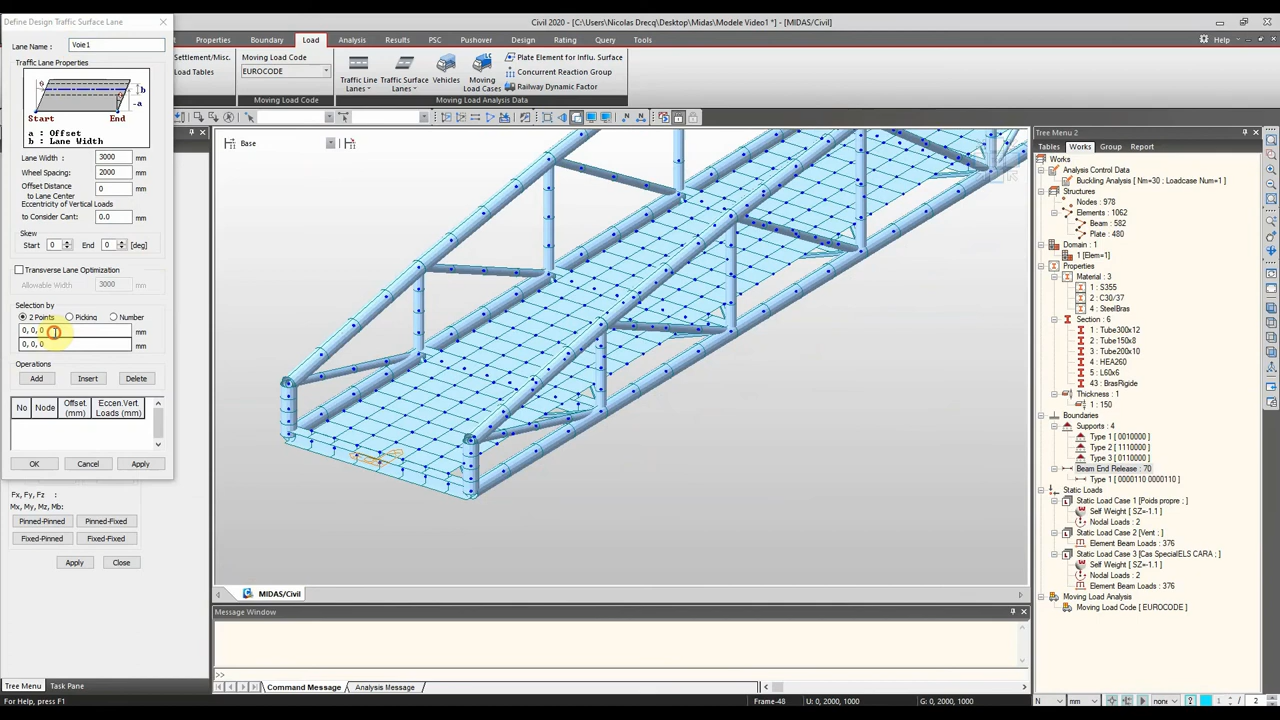 Define Design Traffic Surface Lane
Civil 2020 - [C:\Users\Nicolas Drecq\Desktop\Midas\Modele Video1 *] - [MIDAS/Civil]
Properties Boundary Load Analysis Results PSC Pushover Design Rating Query Tools
Help
Settlement/Misc.
Load Tables
Moving Load Code
EUROCODE
Moving Load Code
Traffic Line Lanes
Traffic Surface Lanes
Vehicles
Moving Load Cases
Plate Element for Influ. Surface
Concurrent Reaction Group
Railway Dynamic Factor
Moving Load Analysis Data
Lane Name : Voie1
Traffic Lane Properties
b
-a
Start End
a : Offset
b : Lane Width
Lane Width : 3000 mm
Wheel Spacing: 2000 mm
Offset Distance
to Lane Center 0 mm
Eccentricity of Vertical Loads
to Consider Cant: 0.0 mm
Skew
Start 0 End 0 [deg]
Transverse Lane Optimization
Allowable Width 3000 mm
Selection by
2 Points Picking Number
0, 0, 0 mm
0, 0, 0 mm
Operations
Add Insert Delete
No Node Offset. (mm) Eccen.Vert. Loads (mm)
OK Cancel Apply
Fx, Fy, Fz :
Mx, My, Mz, Mb:
Pinned-Pinned Pinned-Fixed
Fixed-Pinned Fixed-Fixed
Apply Close
Tree Menu Task Pane
Base
MIDAS/Civil
Message Window
>>
Command Message Analysis Message
Tree Menu 2
Tables Works Group Report
Works
Analysis Control Data
Buckling Analysis [ Nm=30 ; Loadcase Num=1 ]
Structures
Nodes : 978
Elements : 1062
Beam : 582
Plate : 480
Domain : 1
1 [Elem=1]
Properties
Material : 3
1 : S355
2 : C30/37
4 : SteelBras
Section : 6
1 : Tube300x12
2 : Tube150x8
3 : Tube200x10
4 : HEA260
5 : L60x6
43 : BrasRigide
Thickness : 1
1 : 150
Boundaries
Supports : 4
Type 1 [ 0010000 ]
Type 2 [ 1110000 ]
Type 3 [ 0110000 ]
Beam End Release : 70
Type 1 [ 0000110 0000110 ]
Static Loads
Static Load Case 1 [Poids propre ; ]
Self Weight [ SZ=-1.1 ]
Nodal Loads : 2
Static Load Case 2 [Vent ; ]
Element Beam Loads : 376
Static Load Case 3 [Cas SpecialELS CARA ; ]
Self Weight [ SZ=-1.1 ]
Nodal Loads : 2
Element Beam Loads : 376
Moving Load Analysis
Moving Load Code [ EUROCODE ]
For Help, press F1
Frame-48
U: 0, 2000, 1000
G: 0, 2000, 1000
N mm
none
2